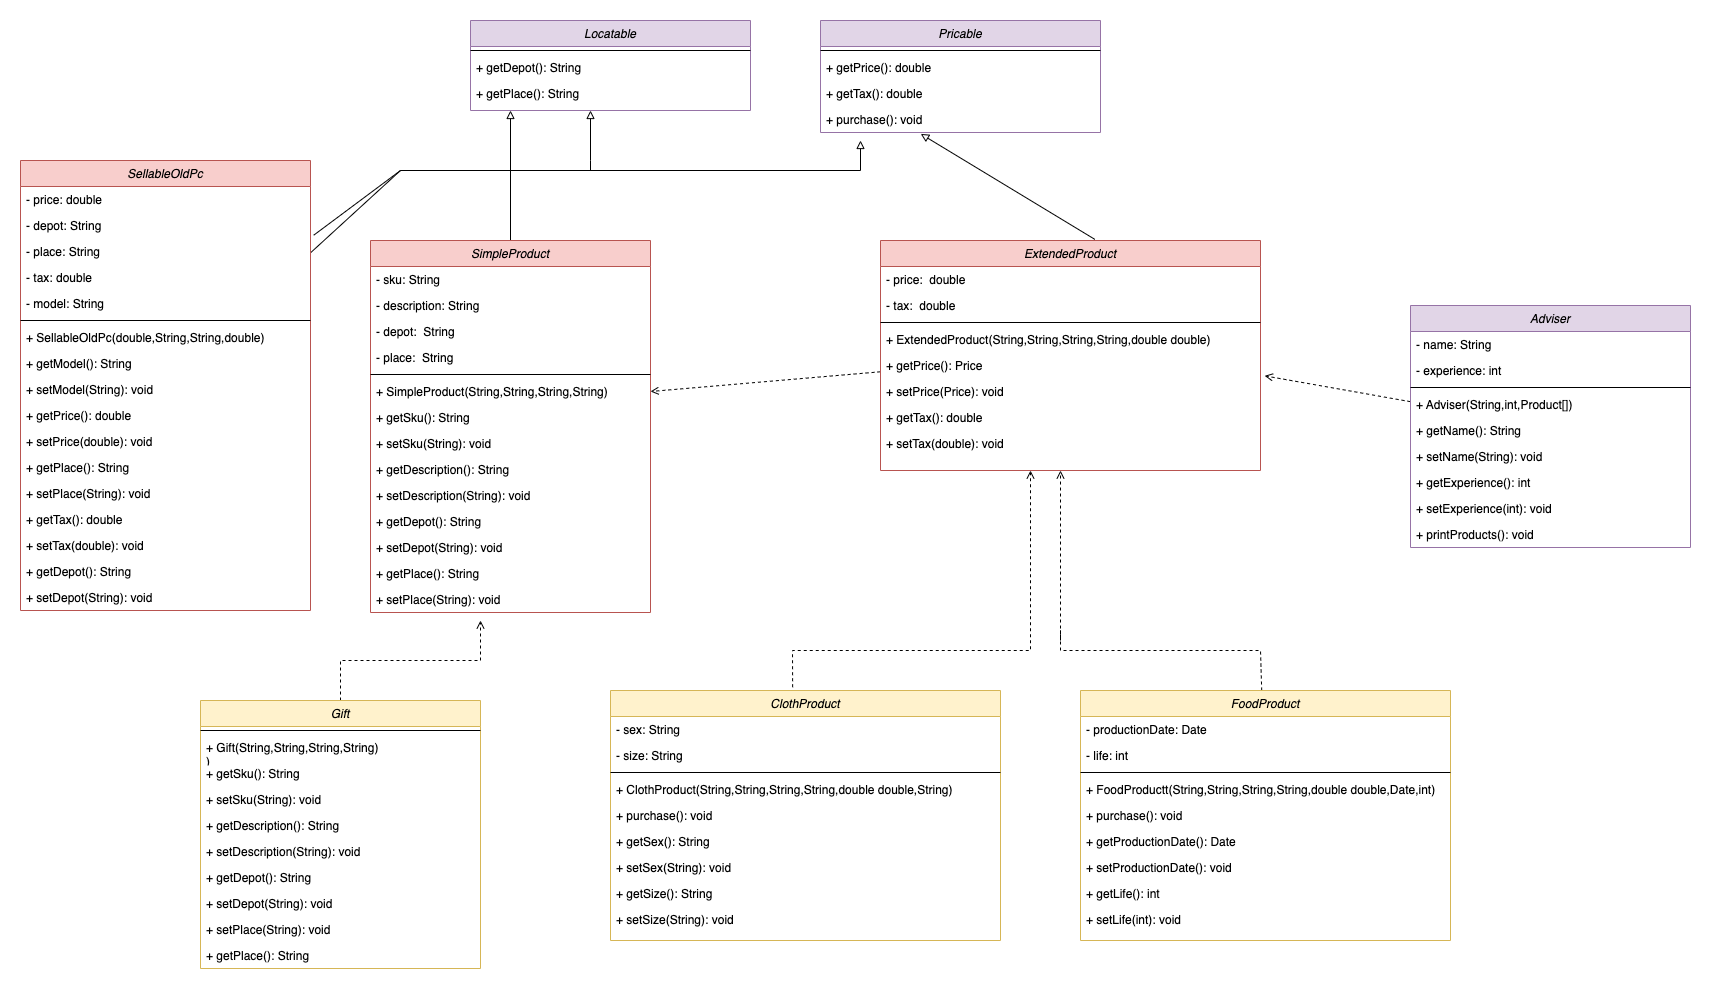 Locatable
+ getDepot(): String
+ getPlace(): String
Pricable
+ getPrice(): double
+ getTax(): double
+ purchase(): void
SellableOldPc
- price: double
- depot: String
- place: String
- tax: double
- model: String
+ SellableOldPc(double,String,String,double)
+ getModel(): String
+ setModel(String): void
+ getPrice(): double
+ setPrice(double): void
+ getPlace(): String
+ setPlace(String): void
+ getTax(): double
+ setTax(double): void
+ getDepot(): String
+ setDepot(String): void
SimpleProduct
- sku: String
- description: String
- depot:  String
- place:  String
+ SimpleProduct(String,String,String,String)
+ getSku(): String
+ setSku(String): void
+ getDescription(): String
+ setDescription(String): void
+ getDepot(): String
+ setDepot(String): void
+ getPlace(): String
+ setPlace(String): void
ExtendedProduct
- price:  double
- tax:  double
+ ExtendedProduct(String,String,String,String,double double)
+ getPrice(): Price
+ setPrice(Price): void
+ getTax(): double
+ setTax(double): void
Adviser
- name: String
- experience: int
+ Adviser(String,int,Product[])
+ getName(): String
+ setName(String): void
+ getExperience(): int
+ setExperience(int): void
+ printProducts(): void
Gift
+ Gift(String,String,String,String)
)
+ getSku(): String
+ setSku(String): void
+ getDescription(): String
+ setDescription(String): void
+ getDepot(): String
+ setDepot(String): void
+ setPlace(String): void
+ getPlace(): String
ClothProduct
- sex: String
- size: String
+ ClothProduct(String,String,String,String,double double,String)
+ purchase(): void
+ getSex(): String
+ setSex(String): void
+ getSize(): String
+ setSize(String): void
FoodProduct
- productionDate: Date
- life: int
+ FoodProductt(String,String,String,String,double double,Date,int)
+ purchase(): void
+ getProductionDate(): Date
+ setProductionDate(): void
+ getLife(): int
+ setLife(int): void